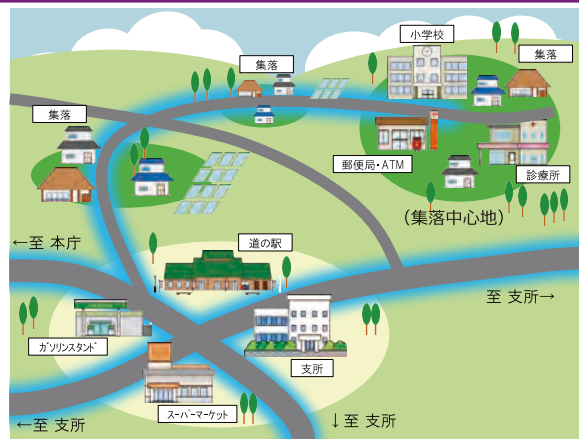 小学校
集落
集落
集落
郵便局・ATM
診療所
(集落中心地)
←至 本庁
道の駅
至 支所→
ガソリンスタンド
支所
スーパーマーケット
←至 支所
↓至 支所